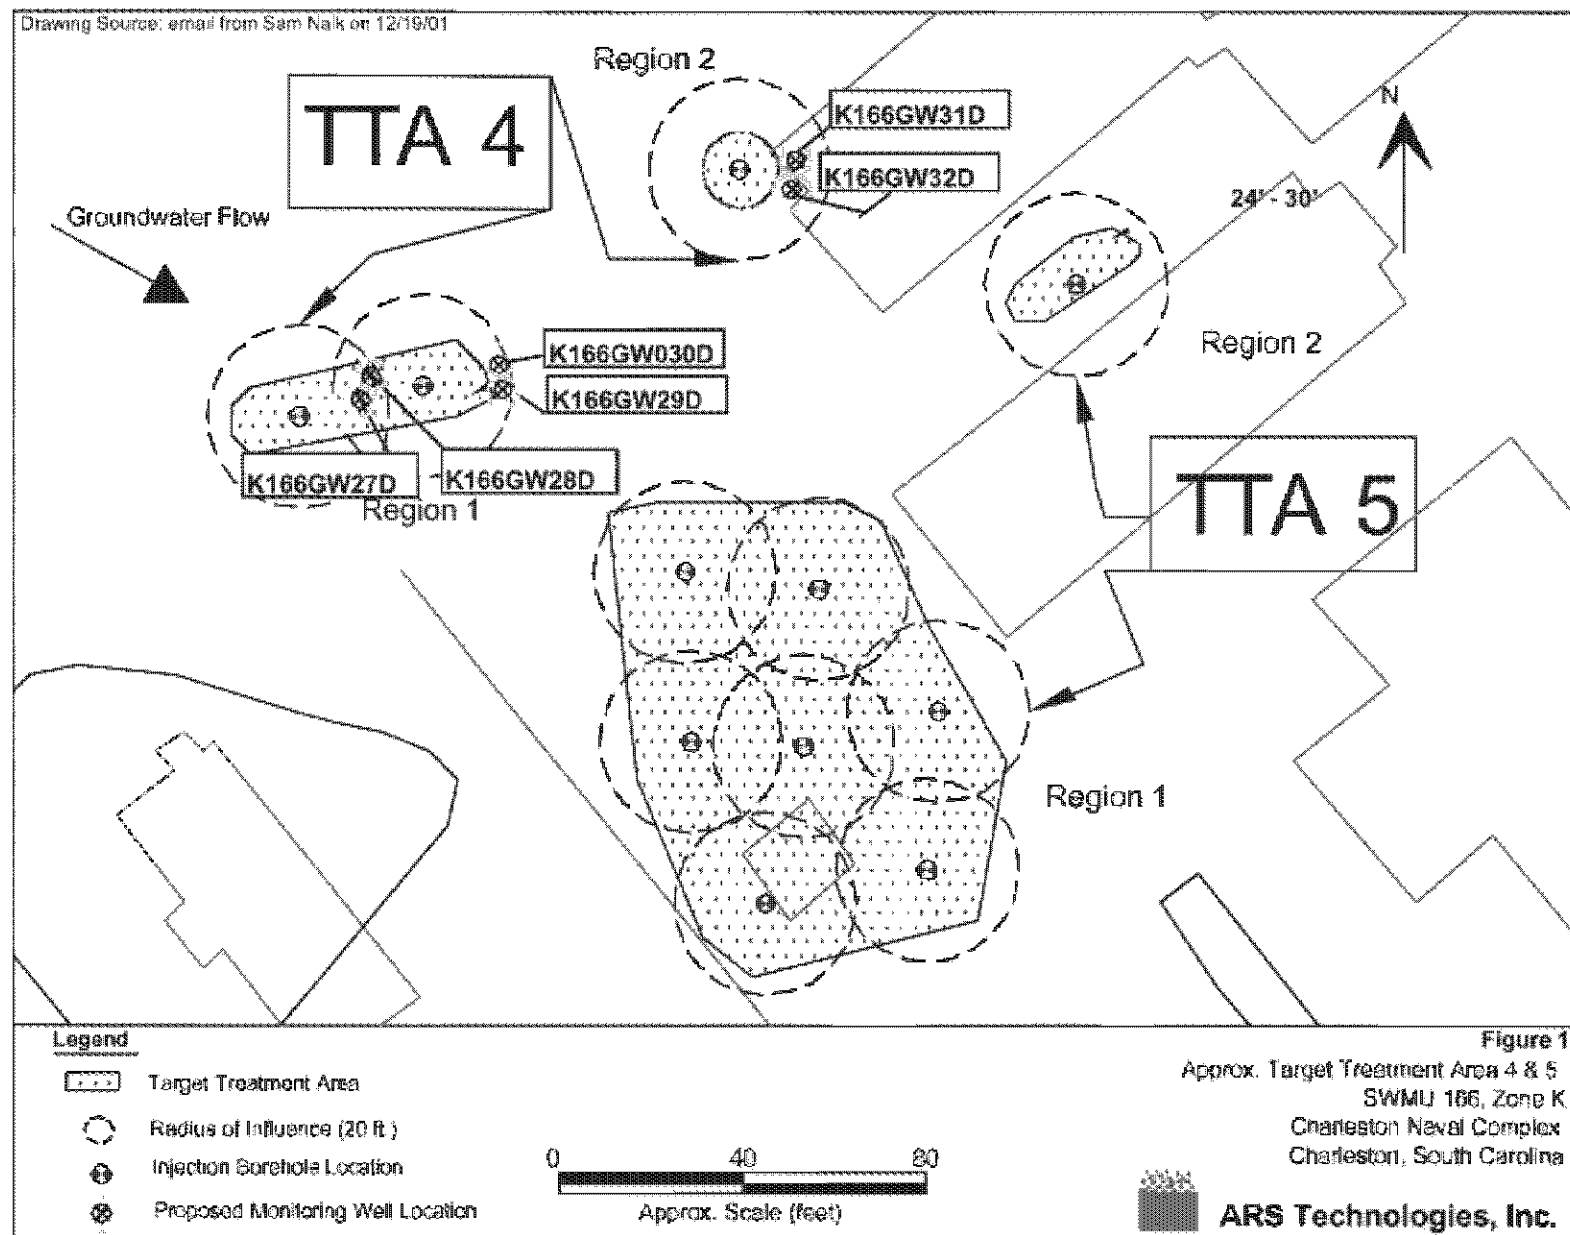 Drawing Source: email from Sam Naik on 12/19/01
Region 2
TTA 4
K166GW31D
K166GW32D
N
24' - 30'
Groundwater Flow
Region 2
K166GW030D
K166GW29D
K166GW27D
K166GW28D
Region 1
TTA 5
Region 1
Legend
Target Treatment Area
Radius of Influence (20 ft.)
Injection Borehole Location
Proposed Monitoring Well Location
0 40 80
Approx. Scale (feet)
Figure 1
Approx. Target Treatment Area 4 & 5
SWMU 166, Zone K
Charleston Naval Complex
Charleston, South Carolina
ARS Technologies, Inc.